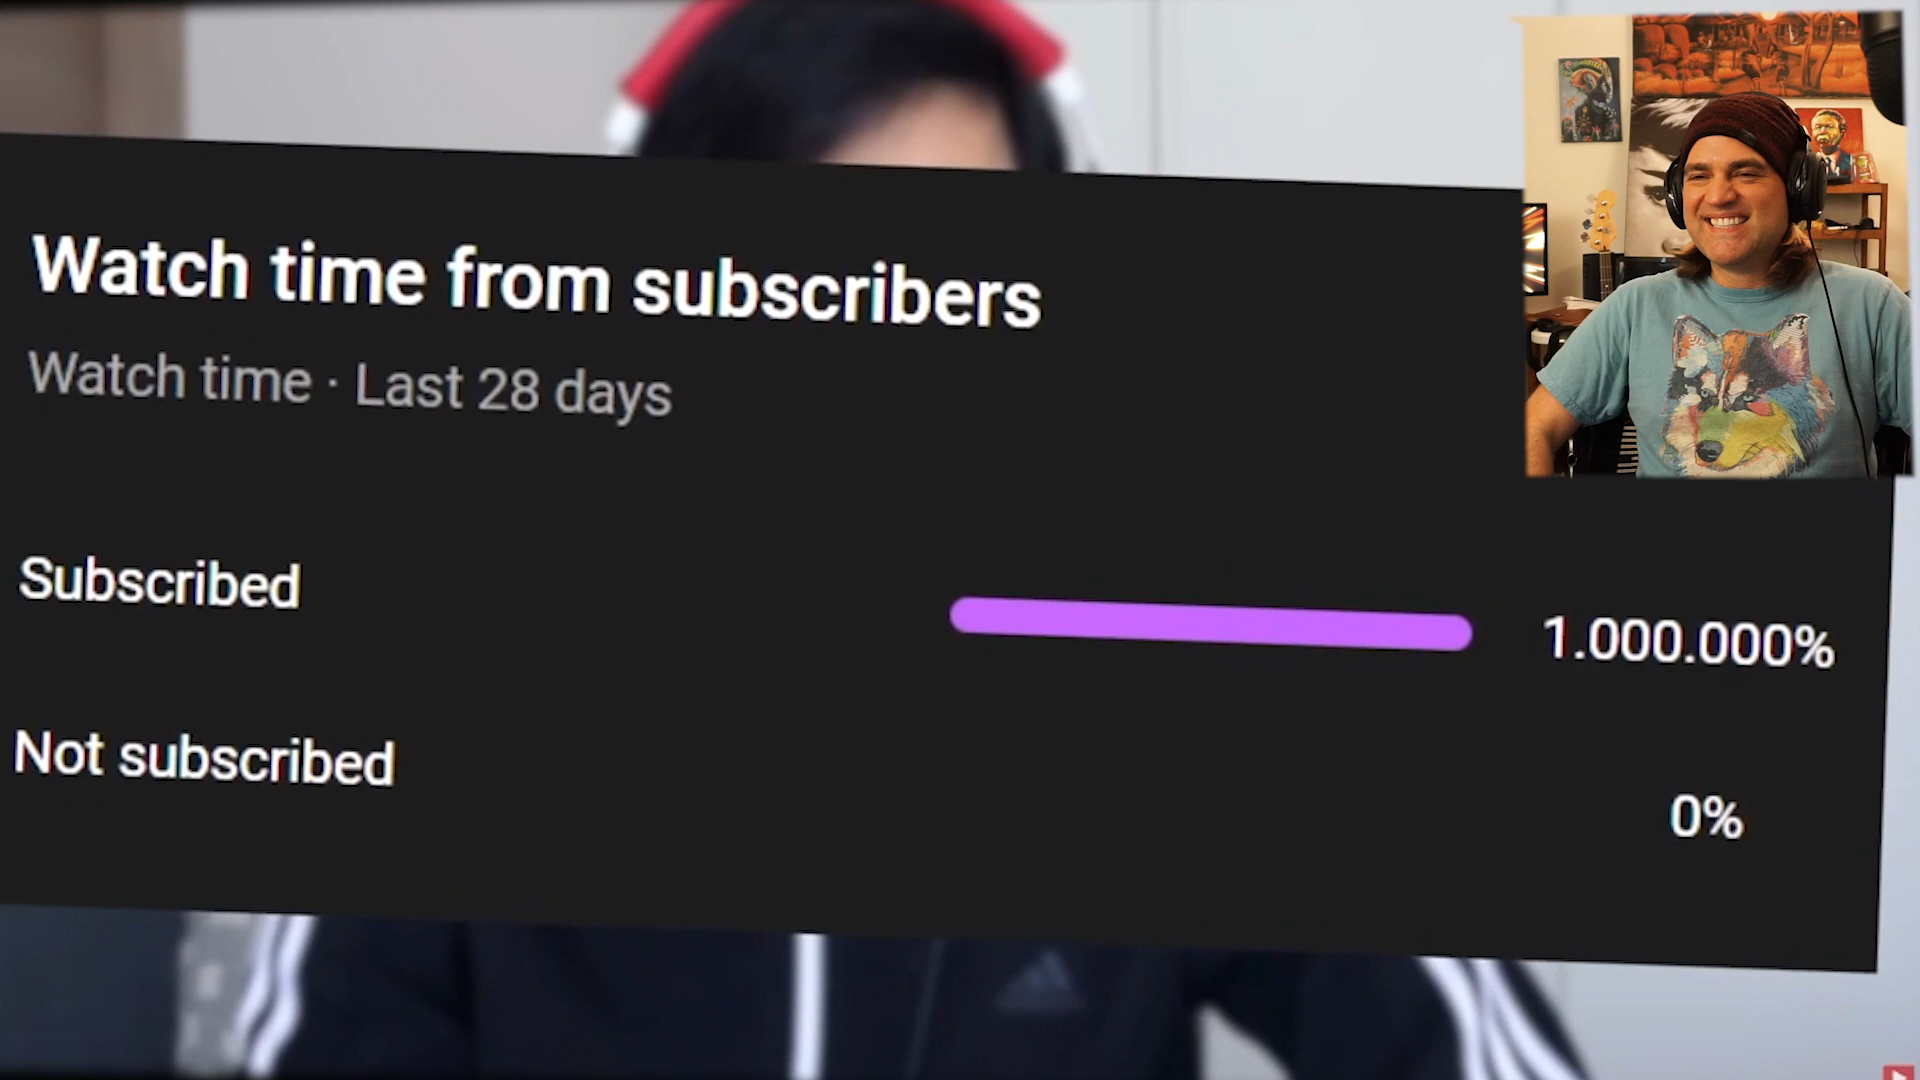 Watch time from subscribers
Watch time · Last 28 days
Subscribed
1.000.000%
Not subscribed
0%